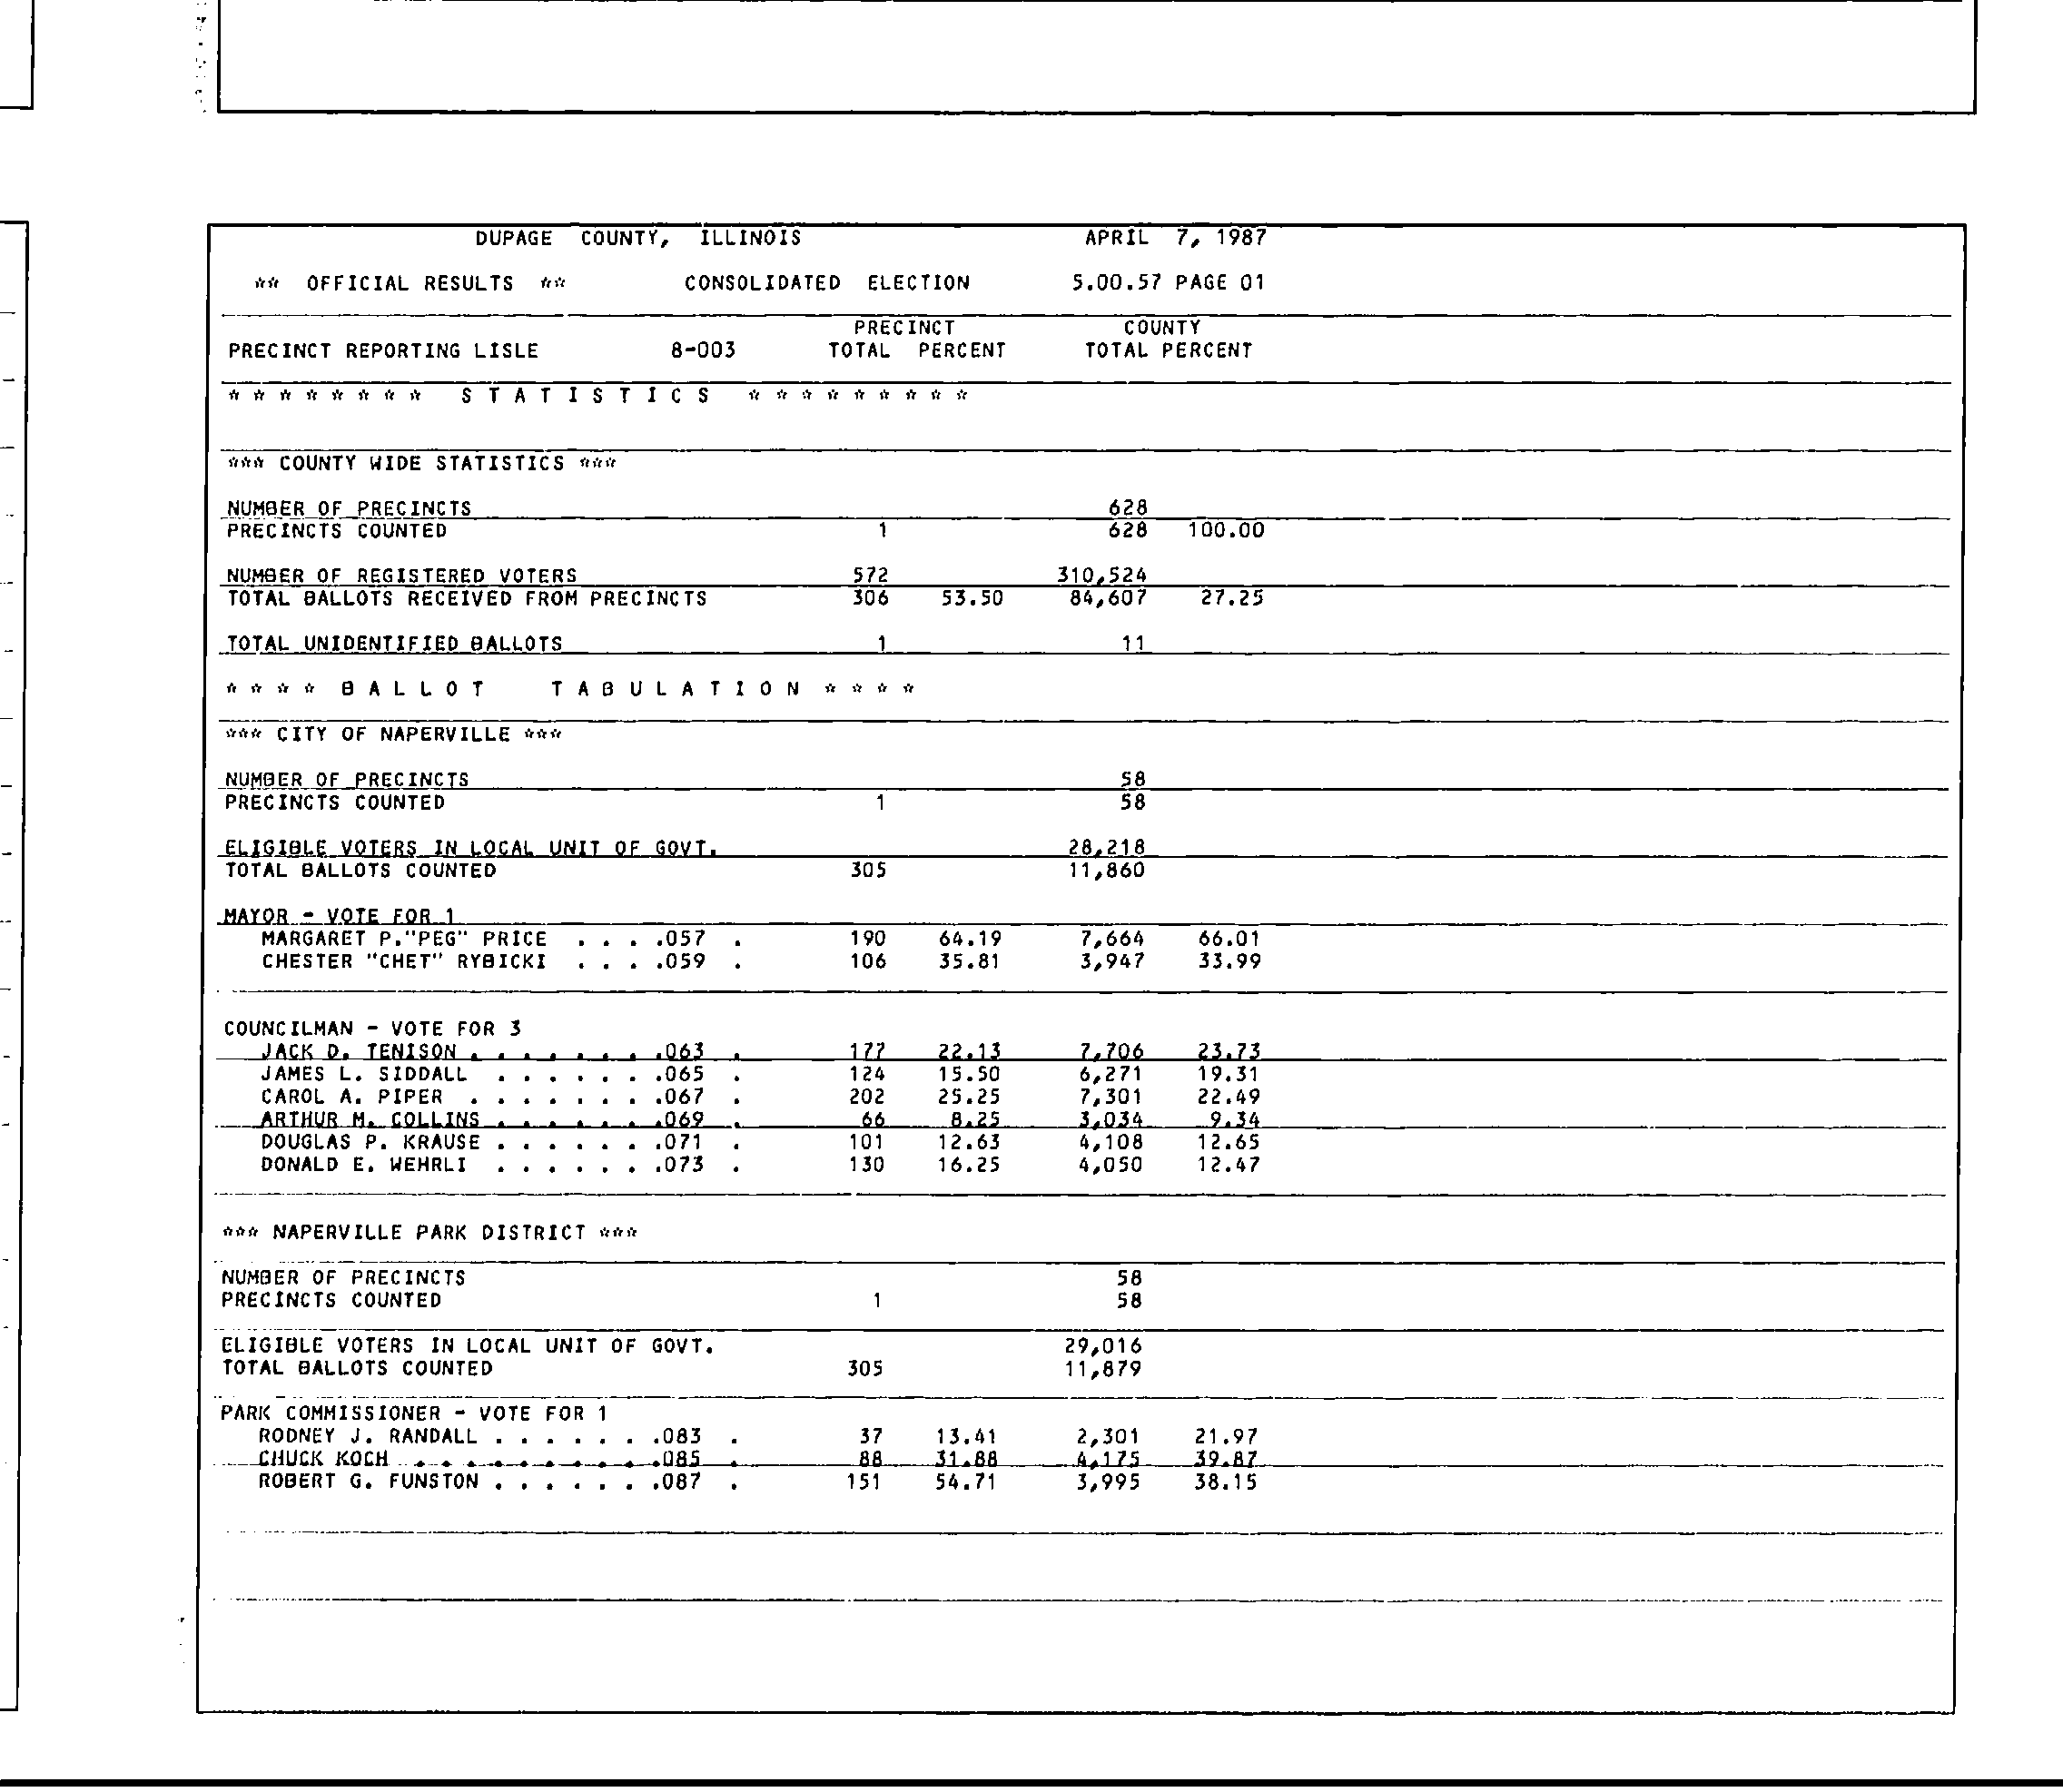 DUPAGE COUNTY, ILLINOIS APRIL 7, 1987
** OFFICIAL RESULTS ** CONSOLIDATED ELECTION 5.00.57 PAGE 01
PRECINCT COUNTY
PRECINCT REPORTING LISLE 8-003 TOTAL PERCENT TOTAL PERCENT
* * * * * * * * S T A T I S T I C S * * * * * * * * *
*** COUNTY WIDE STATISTICS ***
NUMBER OF PRECINCTS 628
PRECINCTS COUNTED 1 628 100.00
NUMBER OF REGISTERED VOTERS 572 310,524
TOTAL BALLOTS RECEIVED FROM PRECINCTS 306 53.50 84,607 27.25
TOTAL UNIDENTIFIED BALLOTS 1 11
* * * * B A L L O T T A B U L A T I O N * * * *
*** CITY OF NAPERVILLE ***
NUMBER OF PRECINCTS 58
PRECINCTS COUNTED 1 58
ELIGIBLE VOTERS IN LOCAL UNIT OF GOVT. 28,218
TOTAL BALLOTS COUNTED 305 11,860
MAYOR - VOTE FOR 1
MARGARET P."PEG" PRICE . . . .057 . 190 64.19 7,664 66.01
CHESTER "CHET" RYBICKI . . . .059 . 106 35.81 3,947 33.99
COUNCILMAN - VOTE FOR 3
JACK D. TENISON . . . . . . . .063 . 177 22.13 7,706 23.73
JAMES L. SIDDALL . . . . . . .065 . 124 15.50 6,271 19.31
CAROL A. PIPER . . . . . . . .067 . 202 25.25 7,301 22.49
ARTHUR M. COLLINS . . . . . . .069 . 66 8.25 3,034 9.34
DOUGLAS P. KRAUSE . . . . . . .071 . 101 12.63 4,108 12.65
DONALD E. WEHRLI . . . . . . .073 . 130 16.25 4,050 12.47
*** NAPERVILLE PARK DISTRICT ***
NUMBER OF PRECINCTS 58
PRECINCTS COUNTED 1 58
ELIGIBLE VOTERS IN LOCAL UNIT OF GOVT. 29,016
TOTAL BALLOTS COUNTED 305 11,879
PARK COMMISSIONER - VOTE FOR 1
RODNEY J. RANDALL . . . . . . .083 . 37 13.41 2,301 21.97
CHUCK KOCH . . . . . . . . . .085 . 88 31.88 4,175 39.87
ROBERT G. FUNSTON . . . . . . .087 . 151 54.71 3,995 38.15